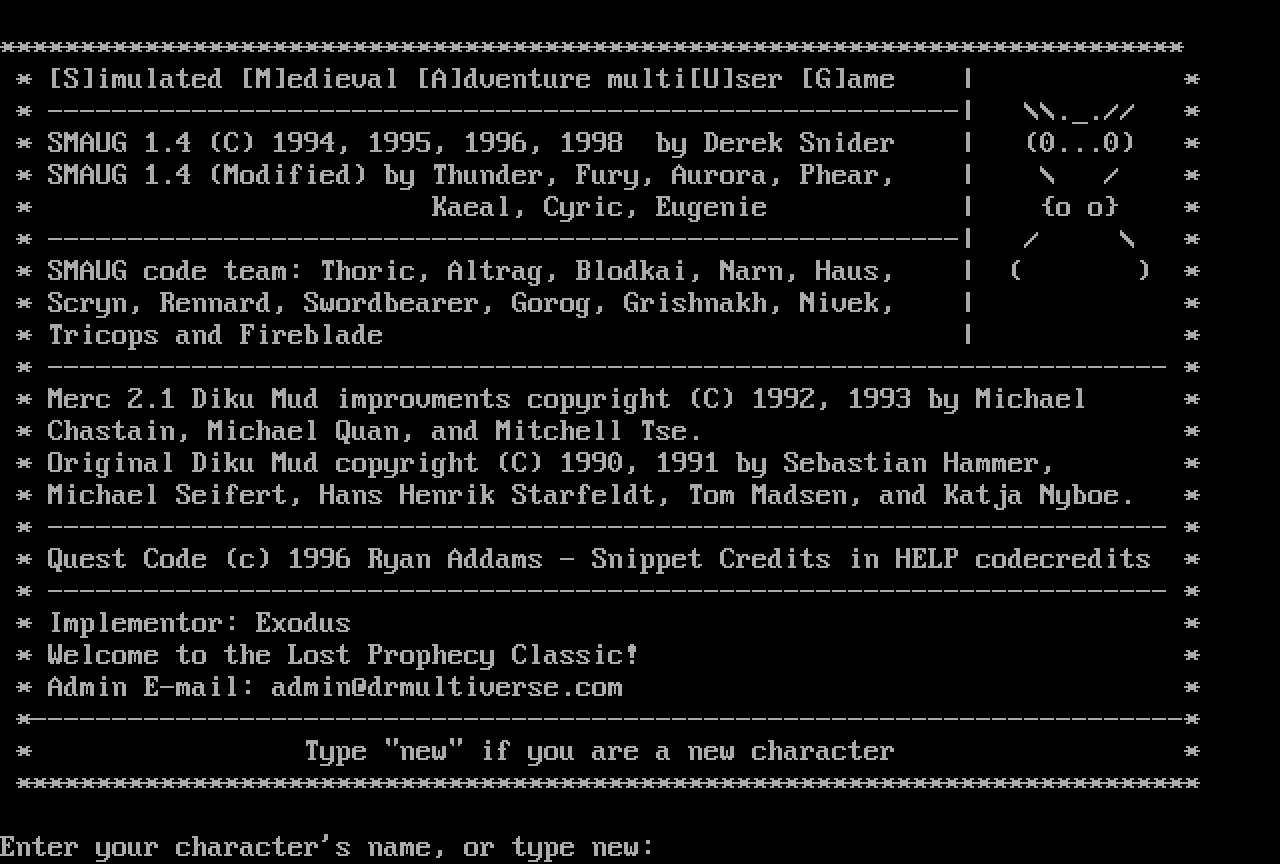 **************************************************************************
* [S]imulated [M]edieval [A]dventure multi[U]ser [G]ame    |             *
* ---------------------------------------------------------|   \\._.//   *
* SMAUG 1.4 (C) 1994, 1995, 1996, 1998  by Derek Snider    |   (0...0)   *
* SMAUG 1.4 (Modified) by Thunder, Fury, Aurora, Phear,    |    \   /    *
*                         Kaeal, Cyric, Eugenie            |    {o o}    *
* ---------------------------------------------------------|   /     \   *
* SMAUG code team: Thoric, Altrag, Blodkai, Narn, Haus,    |  (       )  *
* Scryn, Rennard, Swordbearer, Gorog, Grishnakh, Nivek,    |             *
* Tricops and Fireblade                                    |             *
* ---------------------------------------------------------------------- *
* Merc 2.1 Diku Mud improvments copyright (C) 1992, 1993 by Michael      *
* Chastain, Michael Quan, and Mitchell Tse.                              *
* Original Diku Mud copyright (C) 1990, 1991 by Sebastian Hammer,        *
* Michael Seifert, Hans Henrik Starfeldt, Tom Madsen, and Katja Nyboe.   *
* ---------------------------------------------------------------------- *
* Quest Code (c) 1996 Ryan Addams - Snippet Credits in HELP codecredits  *
* ---------------------------------------------------------------------- *
* Implementor: Exodus                                                    *
* Welcome to the Lost Prophecy Classic!                                  *
* Admin E-mail: admin@drmultiverse.com                                   *
*------------------------------------------------------------------------*
*                 Type "new" if you are a new character                  *
**************************************************************************
Enter your character's name, or type new: